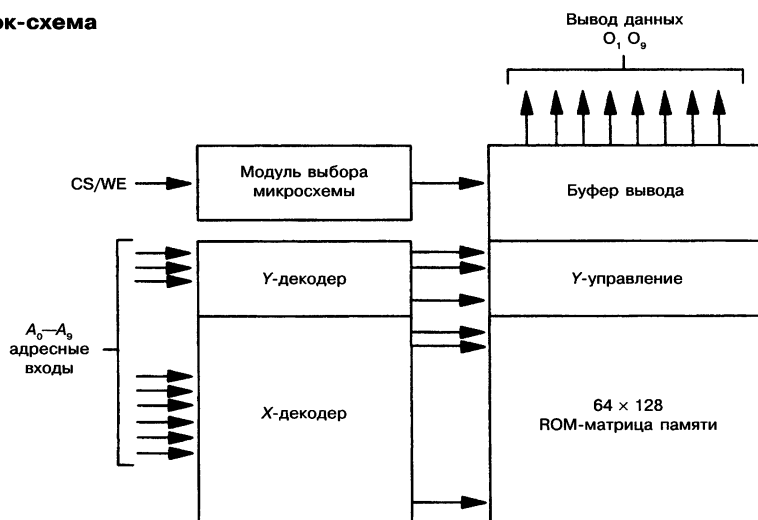 ок-схема
Вывод данных
O₁ O₉
CS/WE
Модуль выбора
микросхемы
Буфер вывода
Y-декодер
Y-управление
A₀—A₉
адресные
входы
X-декодер
64 × 128
ROM-матрица памяти